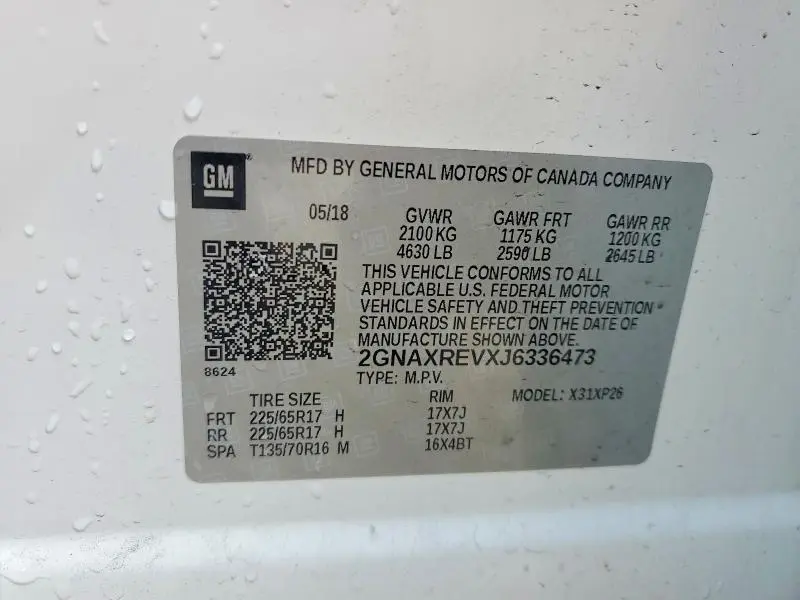 GM
MFD BY GENERAL MOTORS OF CANADA COMPANY
05/18 GVWR GAWR FRT GAWR RR
2100 KG 1175 KG 1200 KG
4630 LB 2590 LB 2645 LB
THIS VEHICLE CONFORMS TO ALL
APPLICABLE U.S. FEDERAL MOTOR
VEHICLE SAFETY AND THEFT PREVENTION
STANDARDS IN EFFECT ON THE DATE OF
MANUFACTURE SHOWN ABOVE.
2GNAXREVXJ6336473
8624
TYPE: M.P.V.
TIRE SIZE RIM MODEL: X31XP26
FRT 225/65R17 H 17X7J
RR 225/65R17 H 17X7J
SPA T135/70R16 M 16X4BT